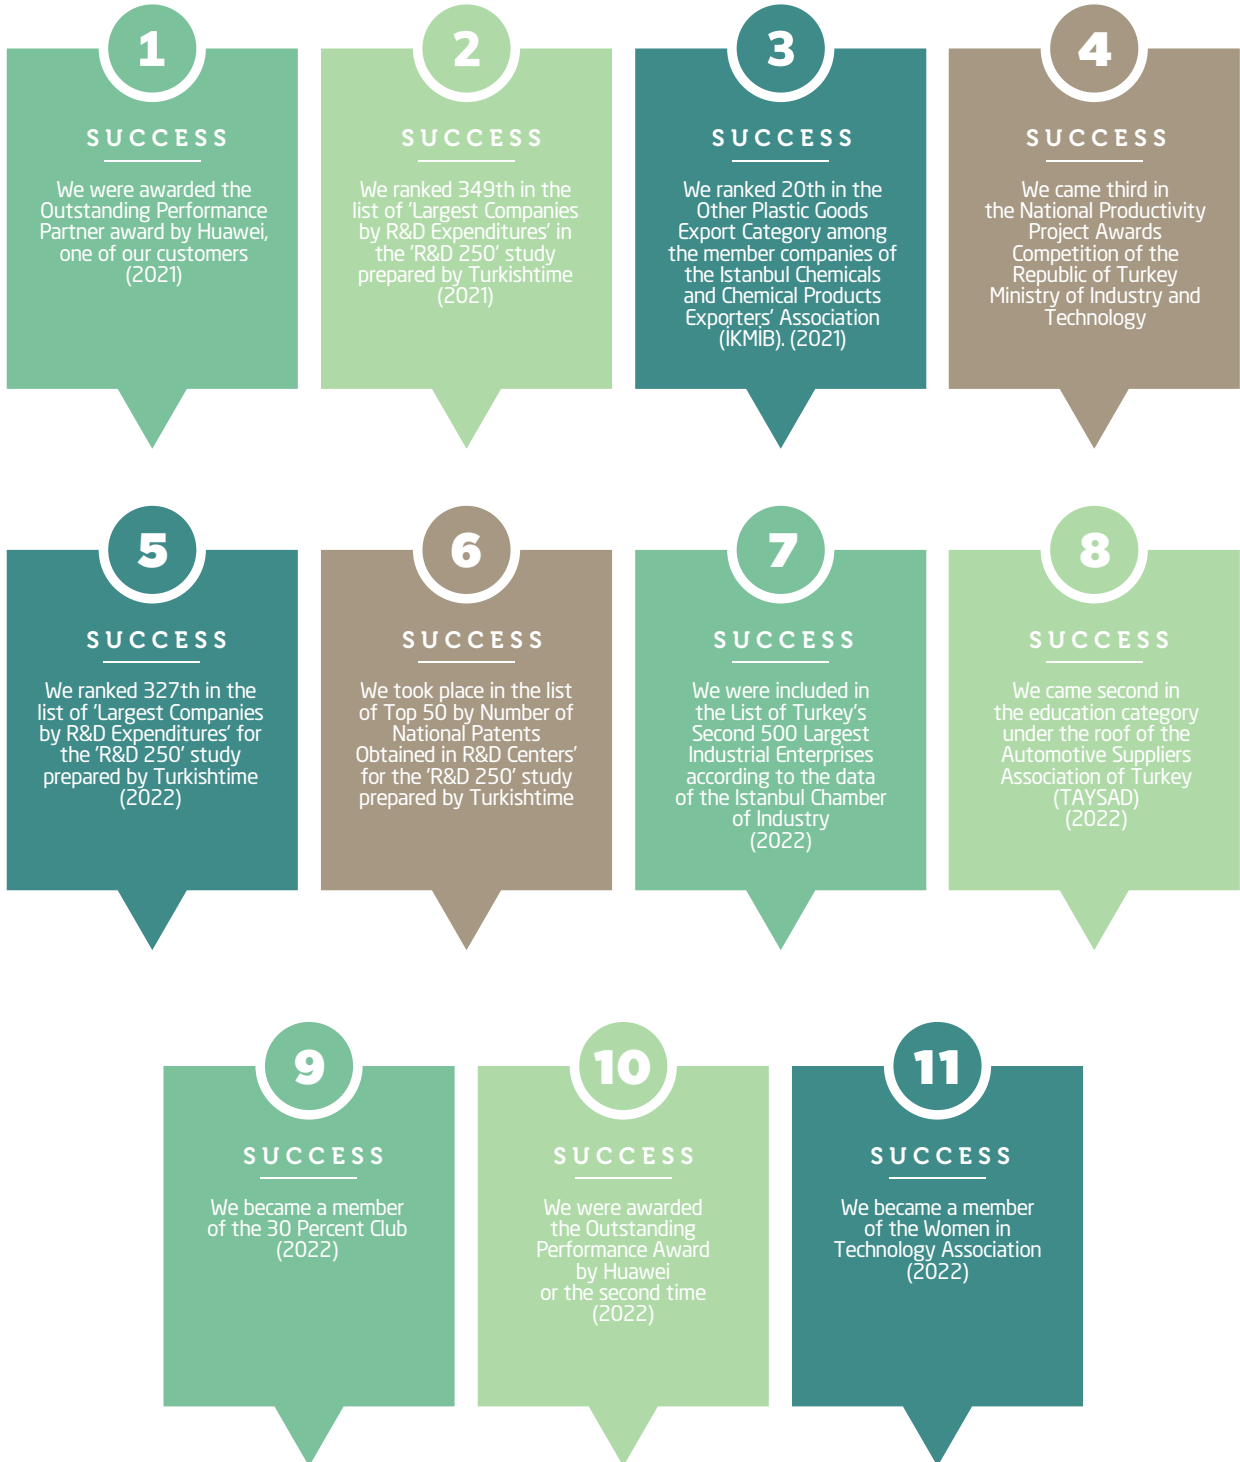 1
SUCCESS
We were awarded the
Outstanding Performance
Partner award by Huawei,
one of our customers
(2021)
2
SUCCESS
We ranked 349th in the
list of 'Largest Companies
by R&D Expenditures' in
the 'R&D 250' study
prepared by Turkishtime
(2021)
3
SUCCESS
We ranked 20th in the
Other Plastic Goods
Export Category among
the member companies of
the Istanbul Chemicals
and Chemical Products
Exporters' Association
(İKMİB). (2021)
4
SUCCESS
We came third in
the National Productivity
Project Awards
Competition of the
Republic of Turkey
Ministry of Industry and
Technology
5
SUCCESS
We ranked 327th in the
list of 'Largest Companies
by R&D Expenditures' for
the 'R&D 250' study
prepared by Turkishtime
(2022)
6
SUCCESS
We took place in the list
of Top 50 by Number of
National Patents
Obtained in R&D Centers'
for the 'R&D 250' study
prepared by Turkishtime
7
SUCCESS
We were included in
the List of Turkey's
Second 500 Largest
Industrial Enterprises
according to the data
of the Istanbul Chamber
of Industry
(2022)
8
SUCCESS
We came second in
the education category
under the roof of the
Automotive Suppliers
Association of Turkey
(TAYSAD)
(2022)
9
SUCCESS
We became a member
of the 30 Percent Club
(2022)
10
SUCCESS
We were awarded
the Outstanding
Performance Award
by Huawei
or the second time
(2022)
11
SUCCESS
We became a member
of the Women in
Technology Association
(2022)